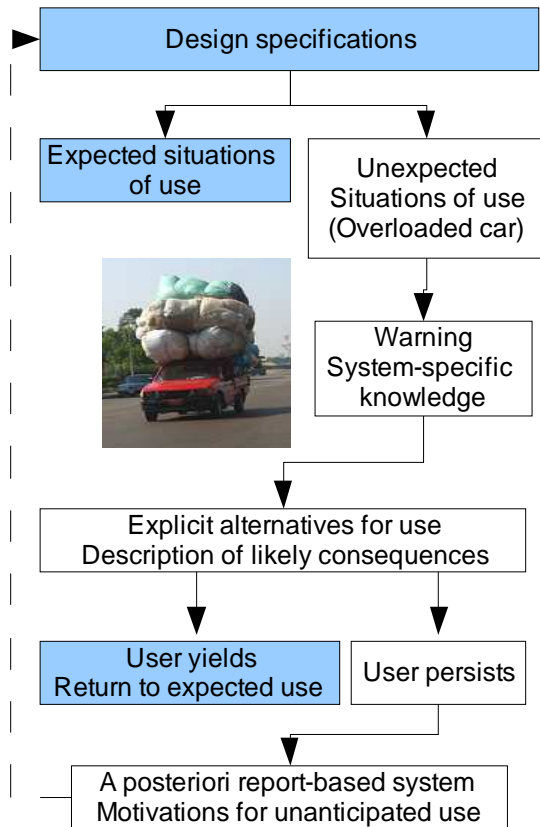 Design specifications
Expected situations
of use
Unexpected
Situations of use
(Overloaded car)
Warning
System-specific
knowledge
Explicit alternatives for use
Description of likely consequences
User yields
Return to expected use
User persists
A posteriori report-based system
Motivations for unanticipated use